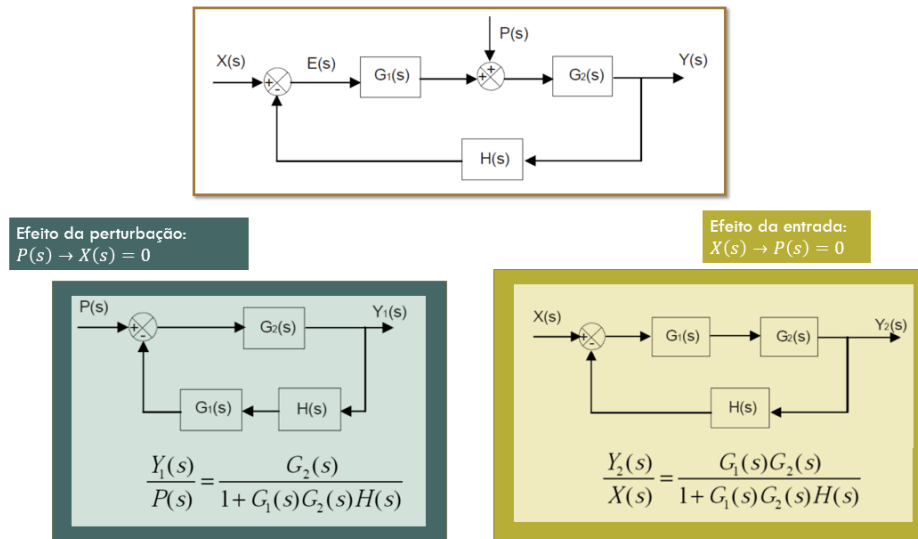 P(s)
X(s) E(s) G₁(s) G₂(s) Y(s)
+ - + +
H(s)
Efeito da perturbação:
P(s) → X(s) = 0
Efeito da entrada:
X(s) → P(s) = 0
P(s) + - G₂(s) Y₁(s)
G₁(s) H(s)
Y₁(s)/P(s) = G₂(s)/(1+G₁(s)G₂(s)H(s))
X(s) + - G₁(s) G₂(s) Y₂(s)
H(s)
Y₂(s)/X(s) = G₁(s)G₂(s)/(1+G₁(s)G₂(s)H(s))